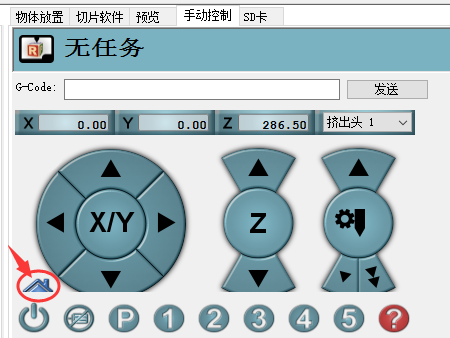 物体放置 切片软件 预览 手动控制 SD卡
R
无任务
G-Code: 发送
X 0.00 Y 0.00 Z 286.50 挤出头 1
X/Y Z
P 1 2 3 4 5 ?